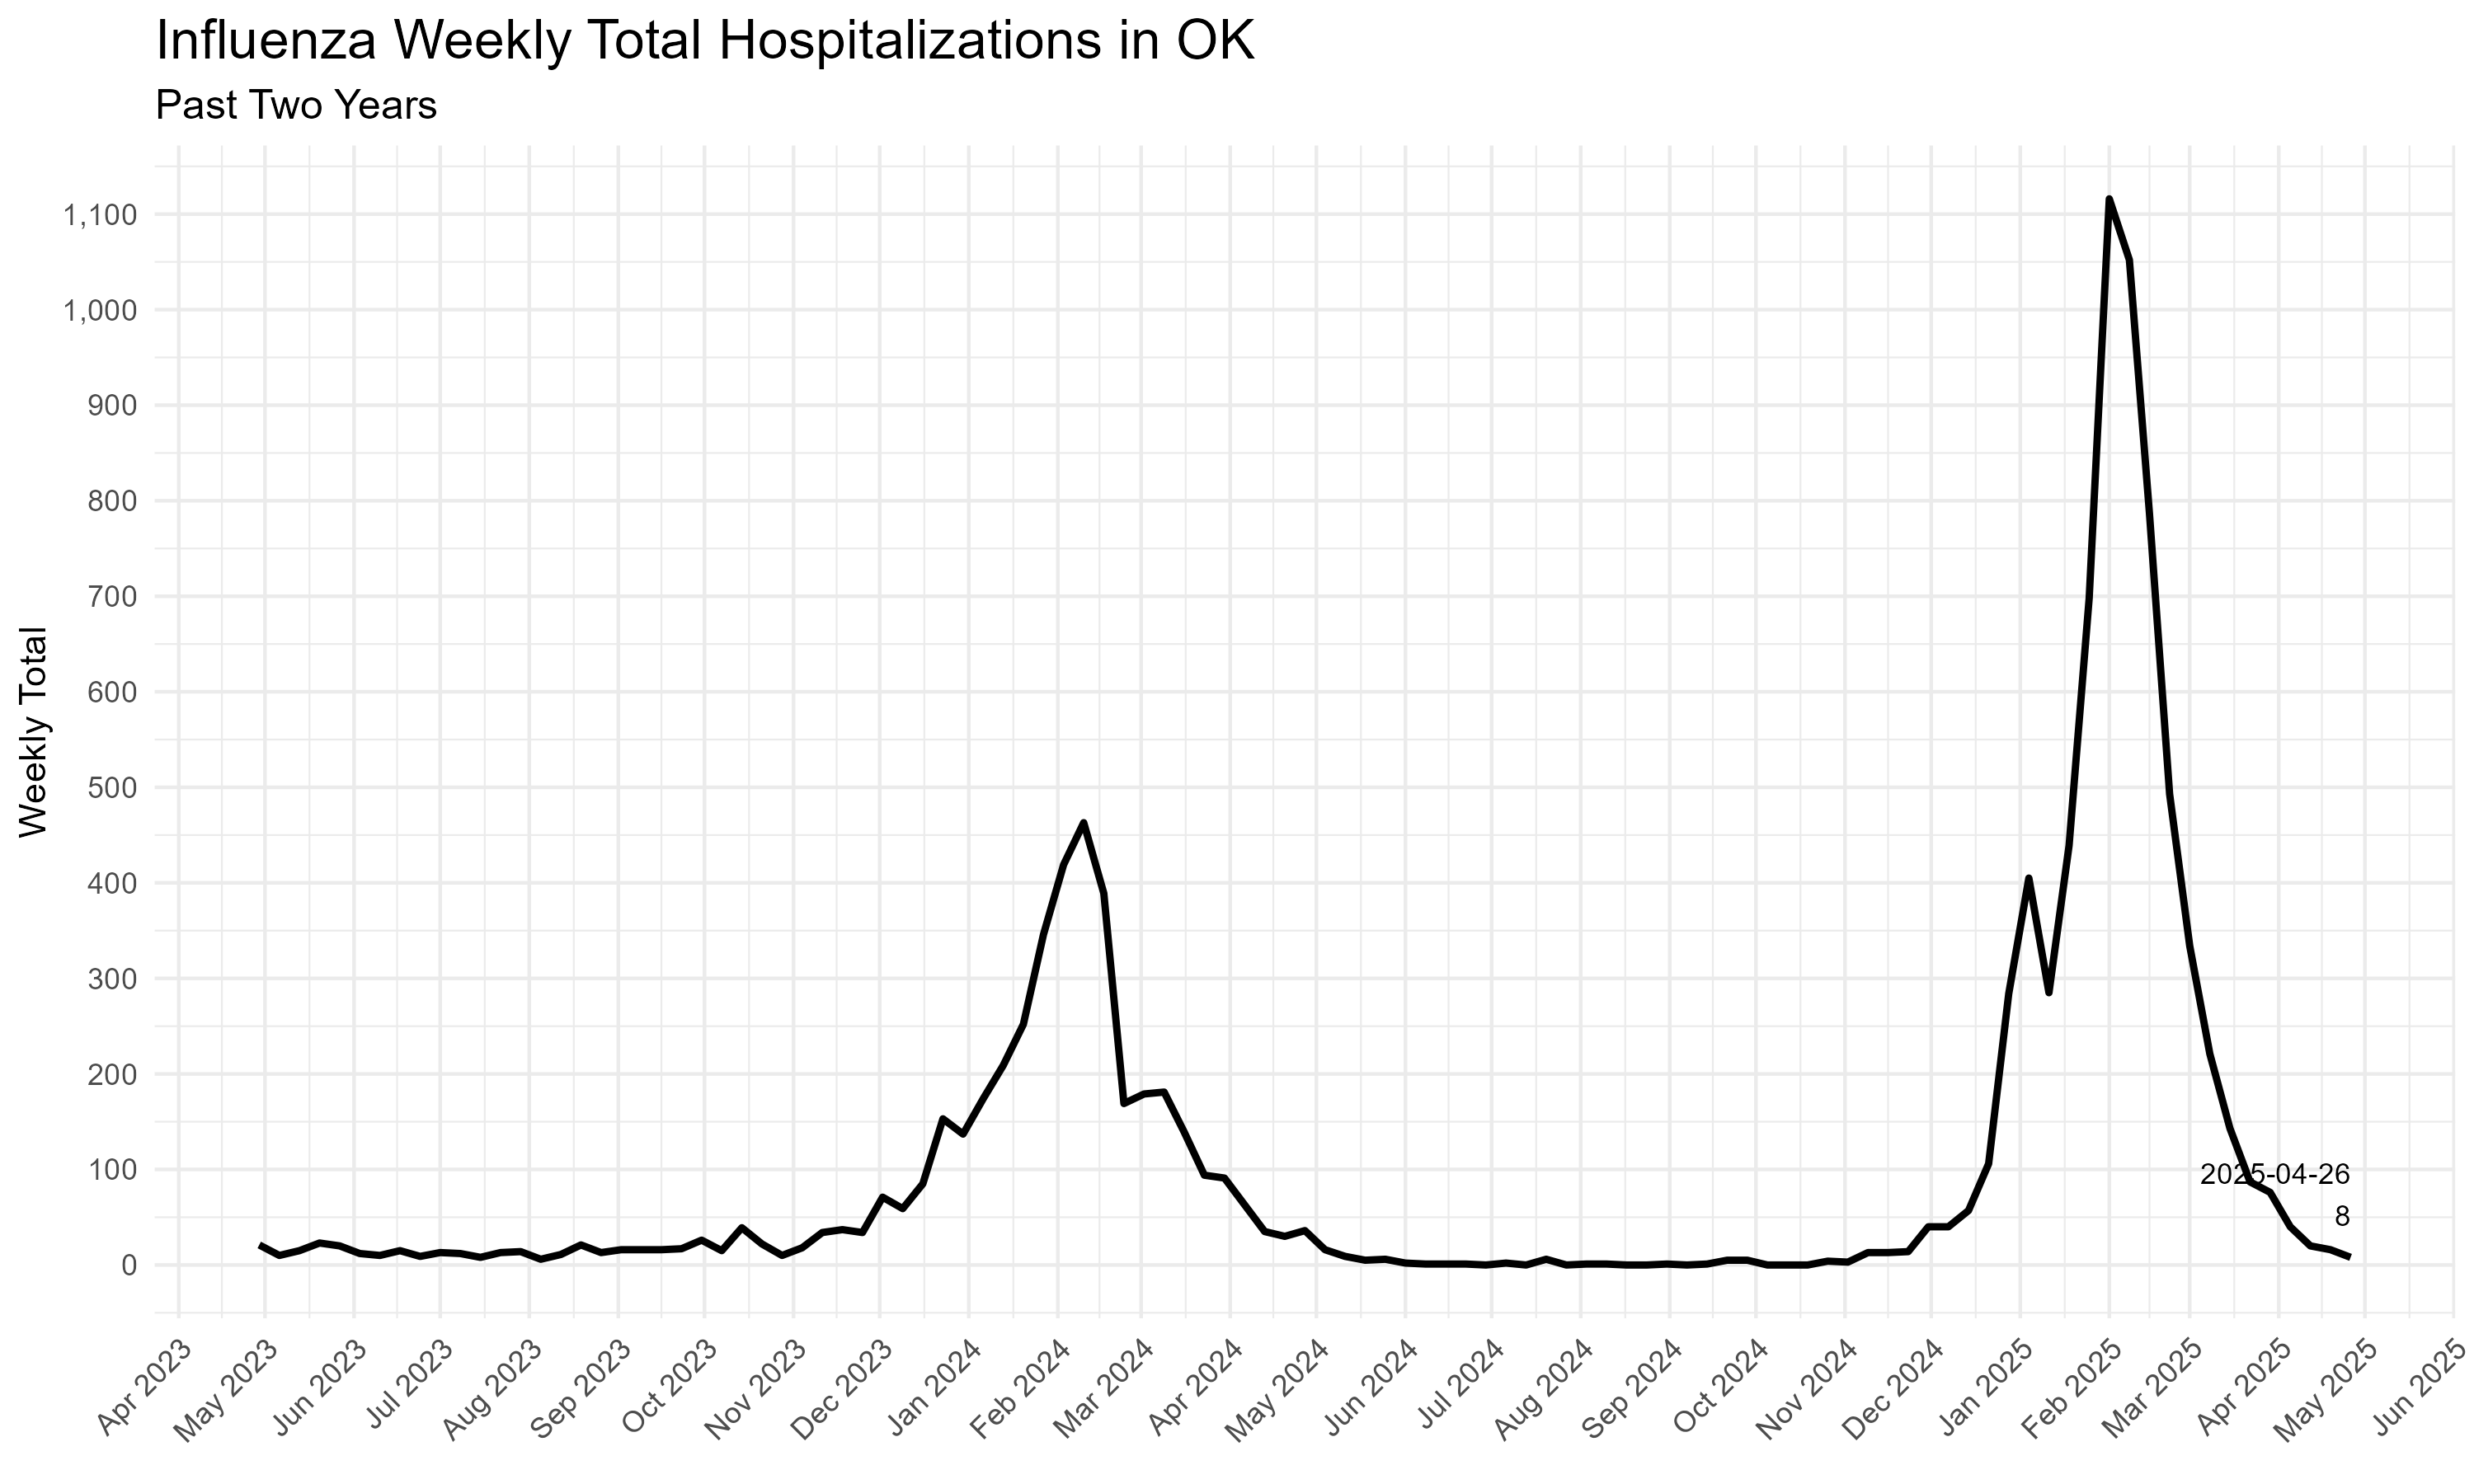 Influenza Weekly Total Hospitalizations in OK
Past Two Years
Weekly Total
1,100
1,000
900
800
700
600
500
400
300
200
100
0
2025-04-26
8
Apr 2023
May 2023
Jun 2023
Jul 2023
Aug 2023
Sep 2023
Oct 2023
Nov 2023
Dec 2023
Jan 2024
Feb 2024
Mar 2024
Apr 2024
May 2024
Jun 2024
Jul 2024
Aug 2024
Sep 2024
Oct 2024
Nov 2024
Dec 2024
Jan 2025
Feb 2025
Mar 2025
Apr 2025
May 2025
Jun 2025